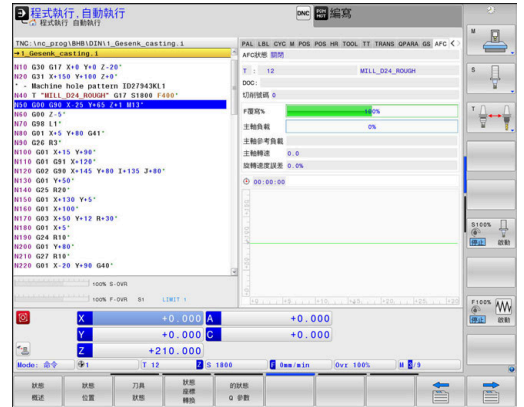 程式執行,自動執行
程式執行 自動執行
DNC
編寫
TNC:\nc_prog\BHB\DIN\1_Gesenk_casting.i
→1_Gesenk_casting.i
N10 G30 G17 X+0 Y+0 Z-20*
N20 G31 X+150 Y+100 Z+0*
* - Machine hole pattern ID27943KL1
N40 T "MILL_D24_ROUGH" G17 S1800 F400*
N50 G00 G90 X-25 Y+65 Z+1 M13*
N60 G00 Z-5*
N70 G98 L1*
N80 G01 X+5 Y+80 G41*
N90 G26 R3*
N100 G01 X+15 Y+90*
N110 G01 G91 X+120*
N120 G02 G90 X+145 Y+80 I+135 J+80*
N130 G01 Y+50*
N140 G25 R20*
N150 G01 X+130 Y+5*
N160 G01 X+100*
N170 G03 X+50 Y+12 R+30*
N180 G01 X+5*
N190 G24 R10*
N200 G01 Y+80*
N210 G27 R10*
N220 G01 X-20 Y+90 G40*
100% S-OVR
100% F-OVR S1 LIMIT 1
PAL LBL CYC M POS POS HR TOOL TT TRANS QPARA GS AFC
AFC狀態 關閉
T : 12 MILL_D24_ROUGH
DOC:
切削號碼 0
F覆寫% 100%
主軸負載 0%
主軸參考負載
主軸轉速 0.0
旋轉速度誤差 0.0%
00:00:00
X +0.000 A +0.000
Y +0.000 C +0.000
Z +210.000
Mode: 命令 1 T 12 Z S 1800 F 0mm/min Ovr 100% M 8/9
狀態 概述
狀態 位置
刀具 狀態
狀態 座標 轉換
的狀態 Q 參數
M
S
T
S100%
停止 啟動
F100%
停止 啟動